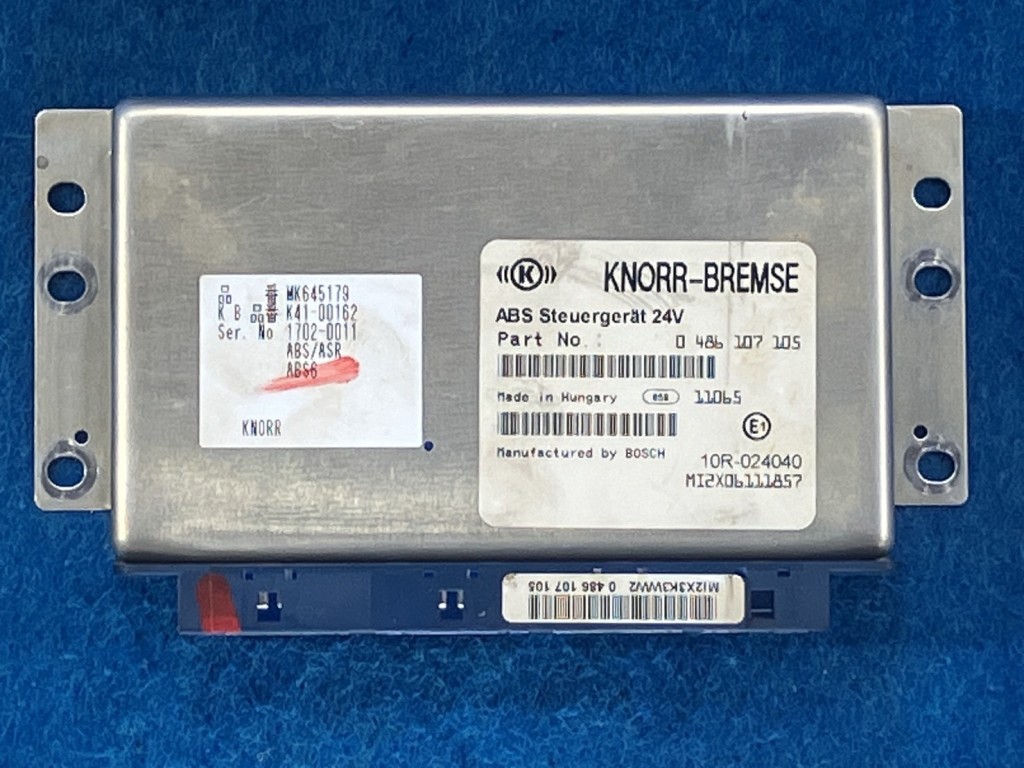 MK645179
K B K41-00162
Ser. No 1702-0011
ABS/ASR
ABS6
KNORR
((K)) KNORR-BREMSE
ABS Steuergerät 24V
Part No.: 0 486 107 105
Made in Hungary 11065
E1
Manufactured by BOSCH
10R-024040
MI2X06111857
MI2X3K3VWV2 0 486 107 105